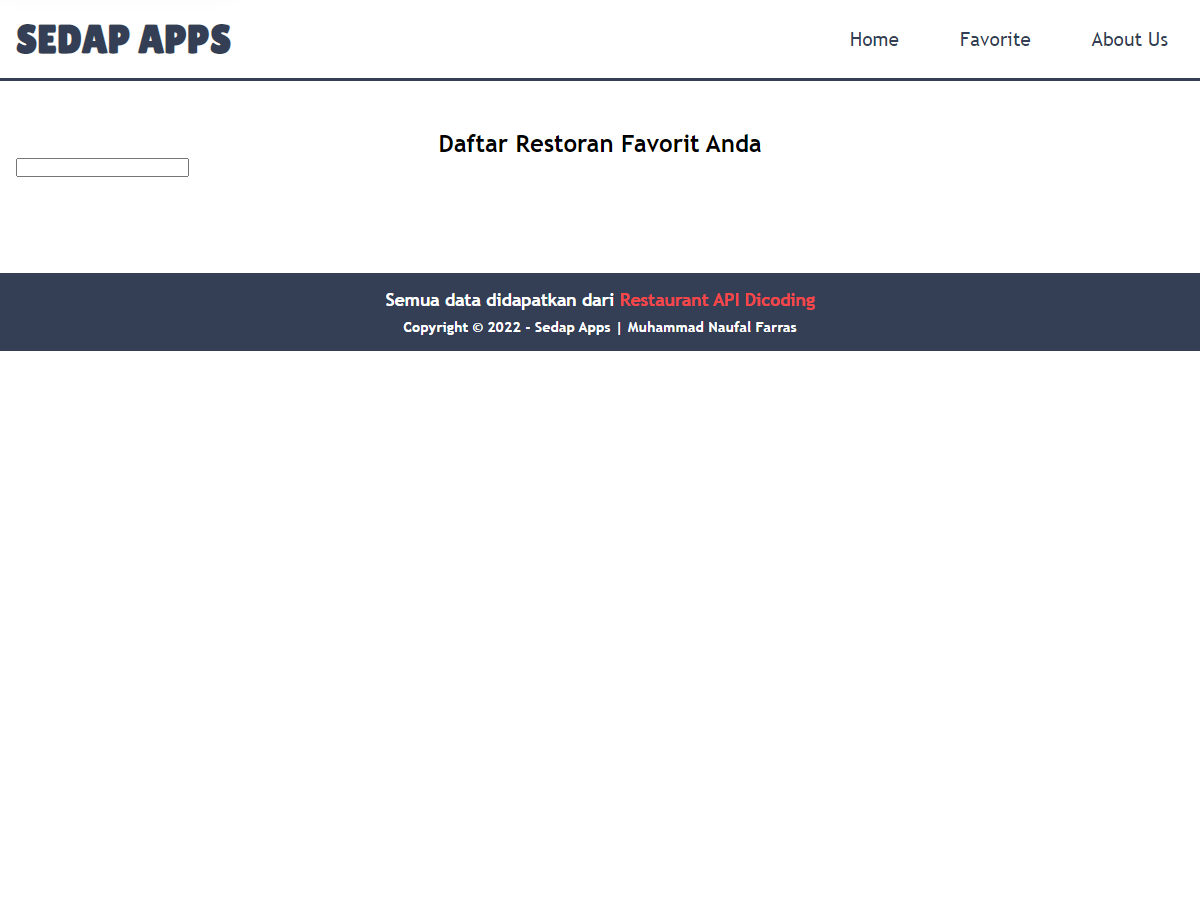 SEDAP APPS
Home
Favorite
About Us
Daftar Restoran Favorit Anda
Semua data didapatkan dari Restaurant API Dicoding
Copyright © 2022 - Sedap Apps | Muhammad Naufal Farras